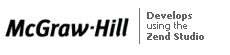 McGraw-Hill
Develops
using the
Zend Studio